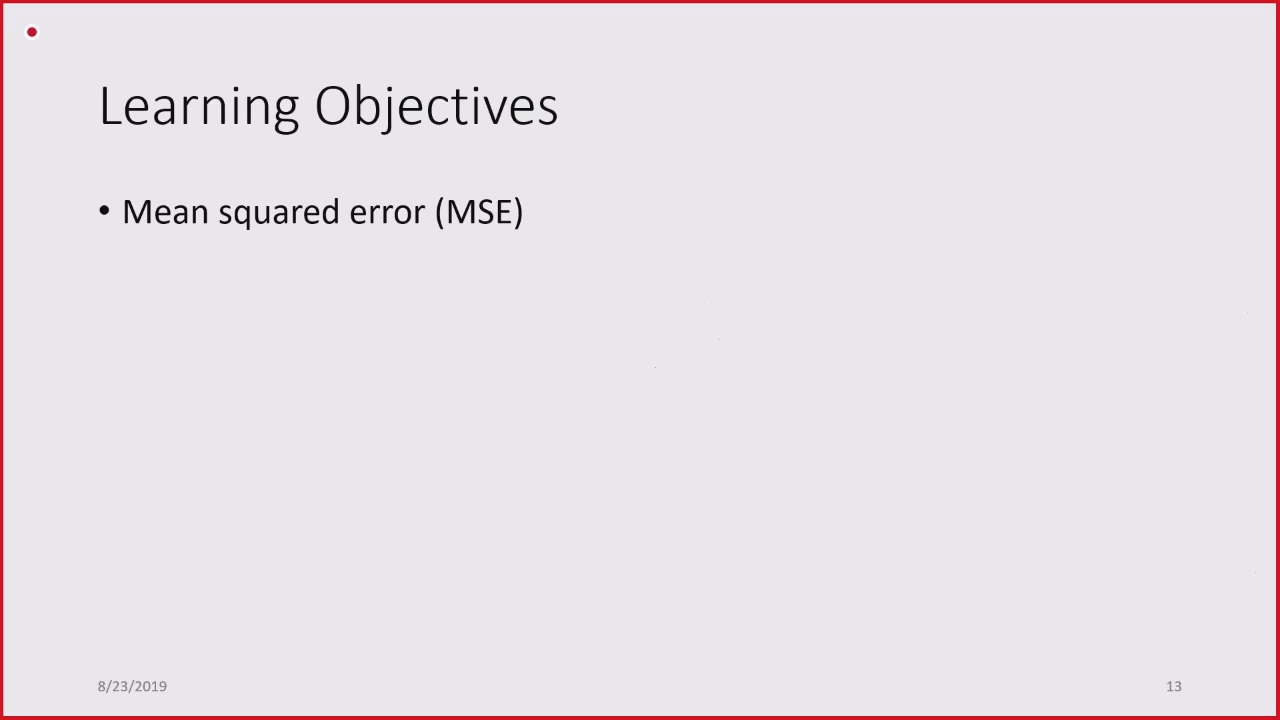 Learning Objectives
• Mean squared error (MSE)
8/23/2019
13